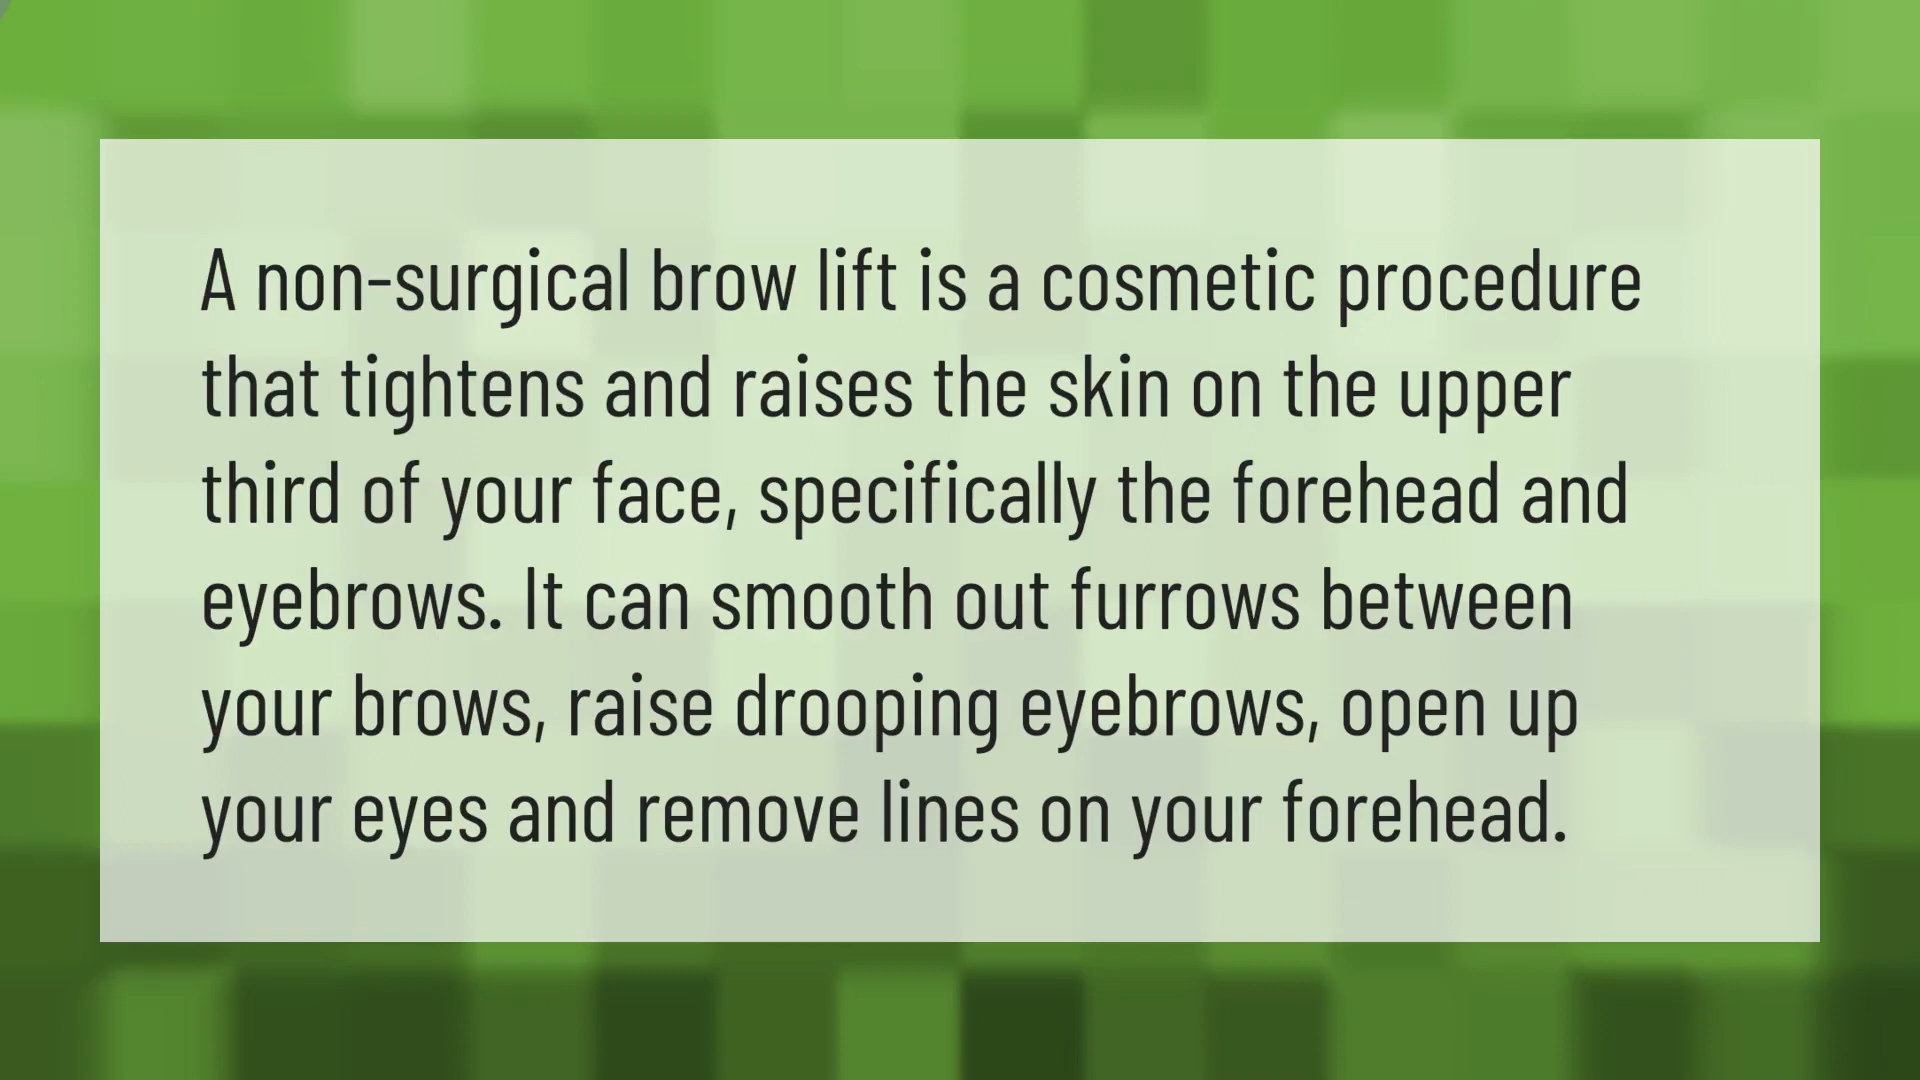 A non-surgical brow lift is a cosmetic procedure
that tightens and raises the skin on the upper
third of your face, specifically the forehead and
eyebrows. It can smooth out furrows between
your brows, raise drooping eyebrows, open up
your eyes and remove lines on your forehead.